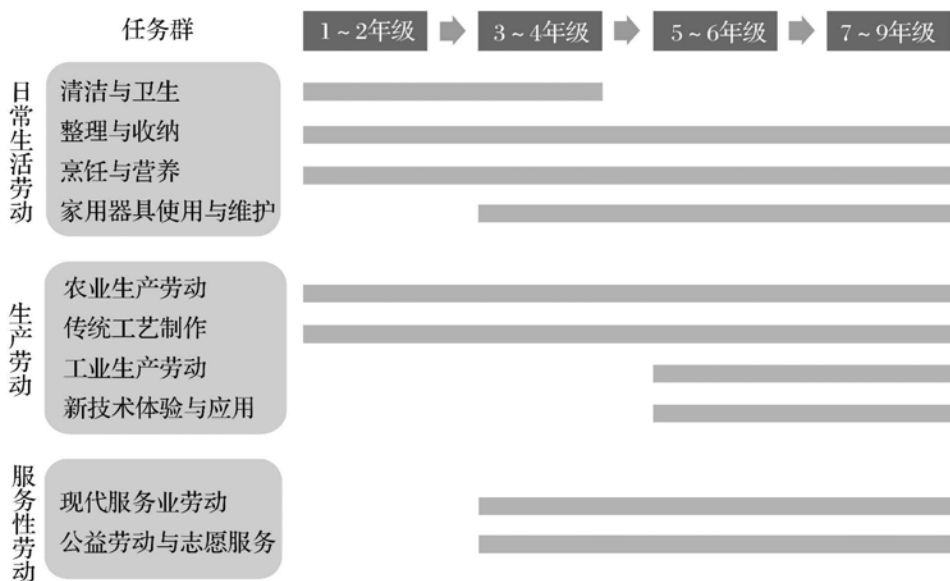 任务群 1～2年级 3～4年级 5～6年级 7～9年级
日常生活劳动
清洁与卫生
整理与收纳
烹饪与营养
家用器具使用与维护
生产劳动
农业生产劳动
传统工艺制作
工业生产劳动
新技术体验与应用
服务性劳动
现代服务业劳动
公益劳动与志愿服务